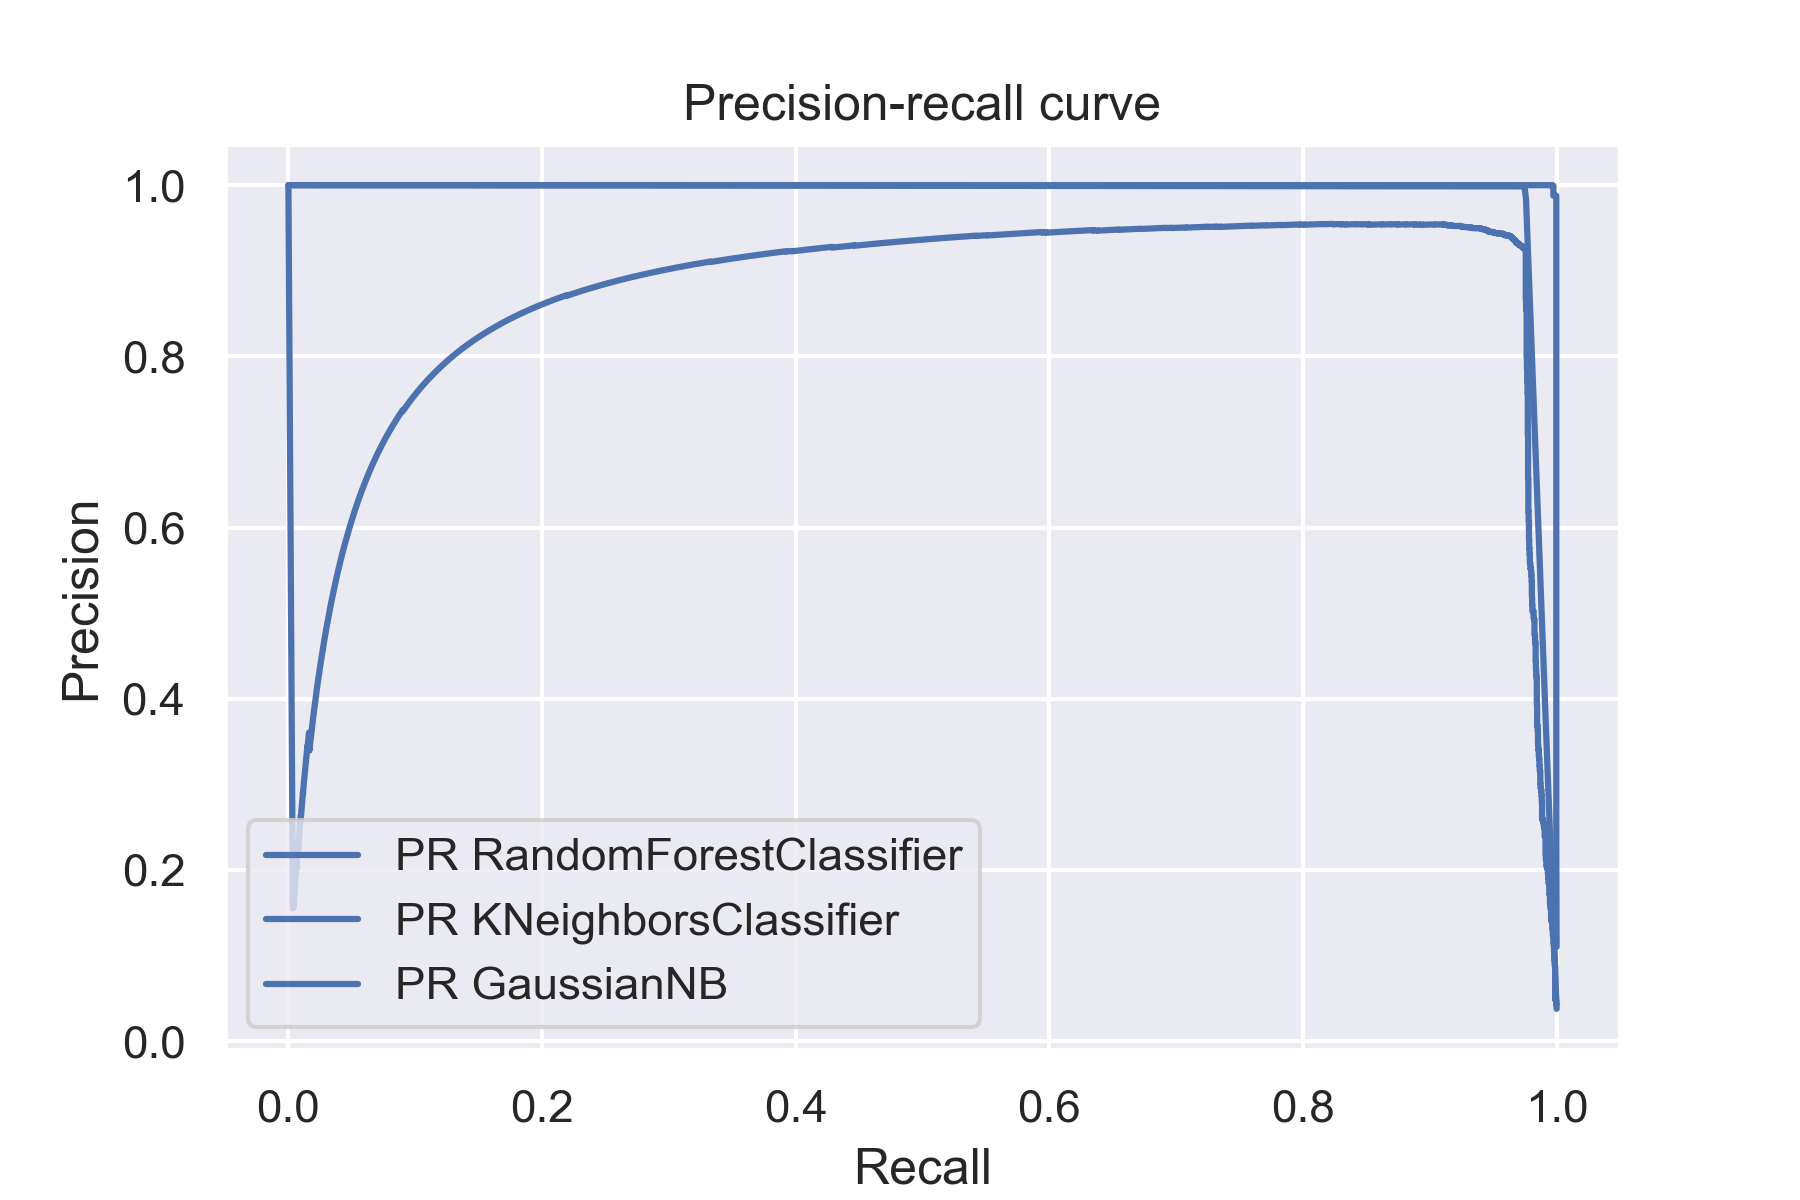 Precision-recall curve
1.0
0.8
0.6
0.4
0.2
0.0
Precision
PR RandomForestClassifier
PR KNeighborsClassifier
PR GaussianNB
0.0 0.2 0.4 0.6 0.8 1.0
Recall